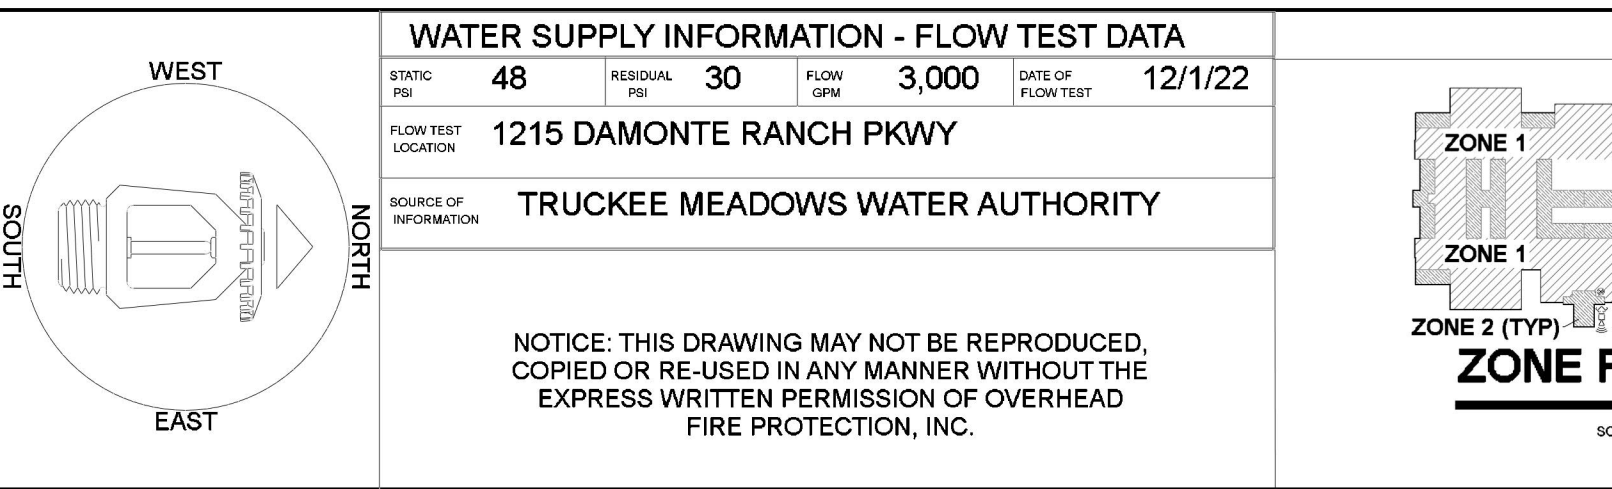 WEST
SOUTH
NORTH
EAST
WATER SUPPLY INFORMATION - FLOW TEST DATA
STATIC PSI 48 RESIDUAL PSI 30 FLOW GPM 3,000 DATE OF FLOW TEST 12/1/22
FLOW TEST LOCATION 1215 DAMONTE RANCH PKWY
SOURCE OF INFORMATION TRUCKEE MEADOWS WATER AUTHORITY
NOTICE: THIS DRAWING MAY NOT BE REPRODUCED,
COPIED OR RE-USED IN ANY MANNER WITHOUT THE
EXPRESS WRITTEN PERMISSION OF OVERHEAD
FIRE PROTECTION, INC.
ZONE 1
ZONE 1
ZONE 2 (TYP)
ZONE